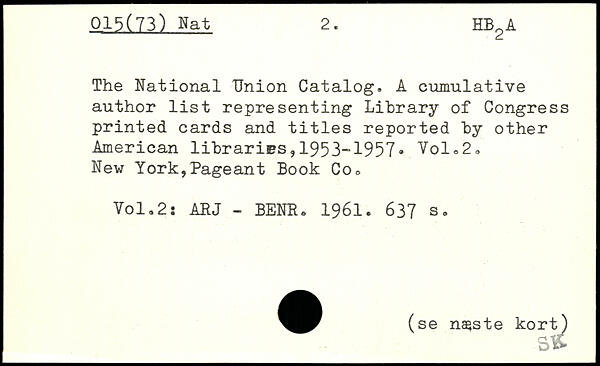 015(73) Nat 2. HB2A
The National Union Catalog. A cumulative
author list representing Library of Congress
printed cards and titles reported by other
American libraries,1953-1957. Vol.2.
New York,Pageant Book Co.
Vol.2: ARJ - BENR. 1961. 637 s.
(se næste kort)
SK